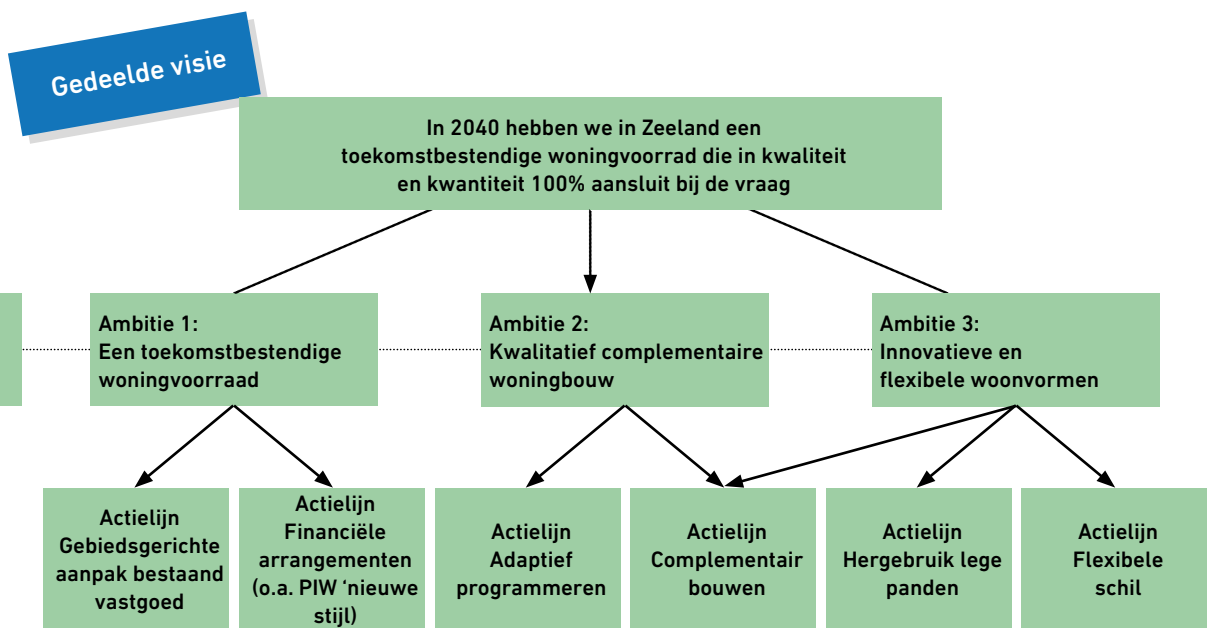 Gedeelde visie
In 2040 hebben we in Zeeland een
toekomstbestendige woningvoorrad die in kwaliteit
en kwantiteit 100% aansluit bij de vraag
Ambitie 1:
Een toekomstbestendige
woningvoorraad
Ambitie 2:
Kwalitatief complementaire
woningbouw
Ambitie 3:
Innovatieve en
flexibele woonvormen
Actielijn
Gebiedsgerichte
aanpak bestaand
vastgoed
Actielijn
Financiële
arrangementen
(o.a. PIW ‘nieuwe
stijl)
Actielijn
Adaptief
programmeren
Actielijn
Complementair
bouwen
Actielijn
Hergebruik lege
panden
Actielijn
Flexibele
schil